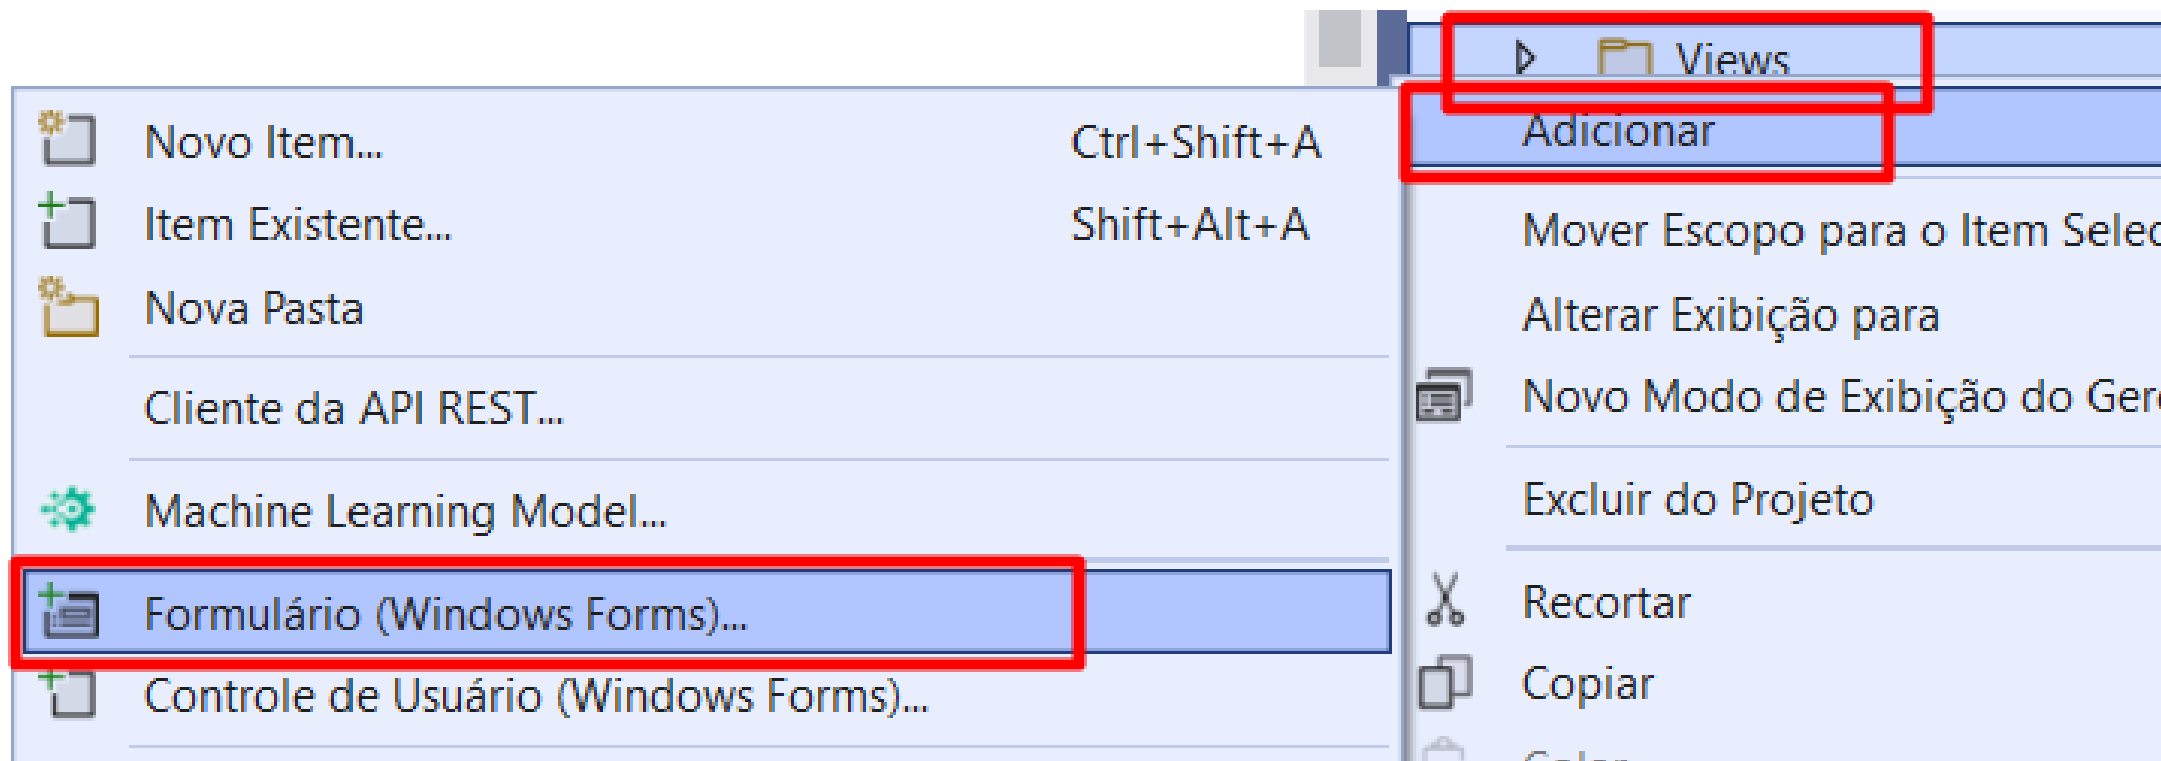 Views
Novo Item... Ctrl+Shift+A
Item Existente... Shift+Alt+A
Nova Pasta
Cliente da API REST...
Machine Learning Model...
Formulário (Windows Forms)...
Controle de Usuário (Windows Forms)...
Adicionar
Mover Escopo para o Item Selec
Alterar Exibição para
Novo Modo de Exibição do Ger
Excluir do Projeto
Recortar
Copiar